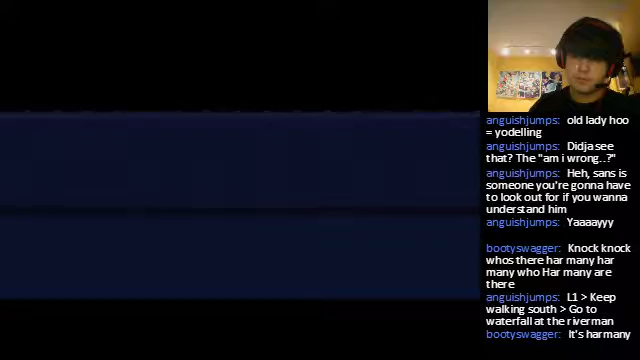 anguishjumps: old lady hoo
= yodelling
anguishjumps: Didja see
that? The "am i wrong..?"
anguishjumps: Heh, sans is
someone you're gonna have
to look out for if you wanna
understand him
anguishjumps: Yaaaayyy
bootyswagger: Knock knock
whos there har many har
many who Har many are
there
anguishjumps: L1 > Keep
walking south > Go to
waterfall at the riverman
bootyswagger: It's harmany